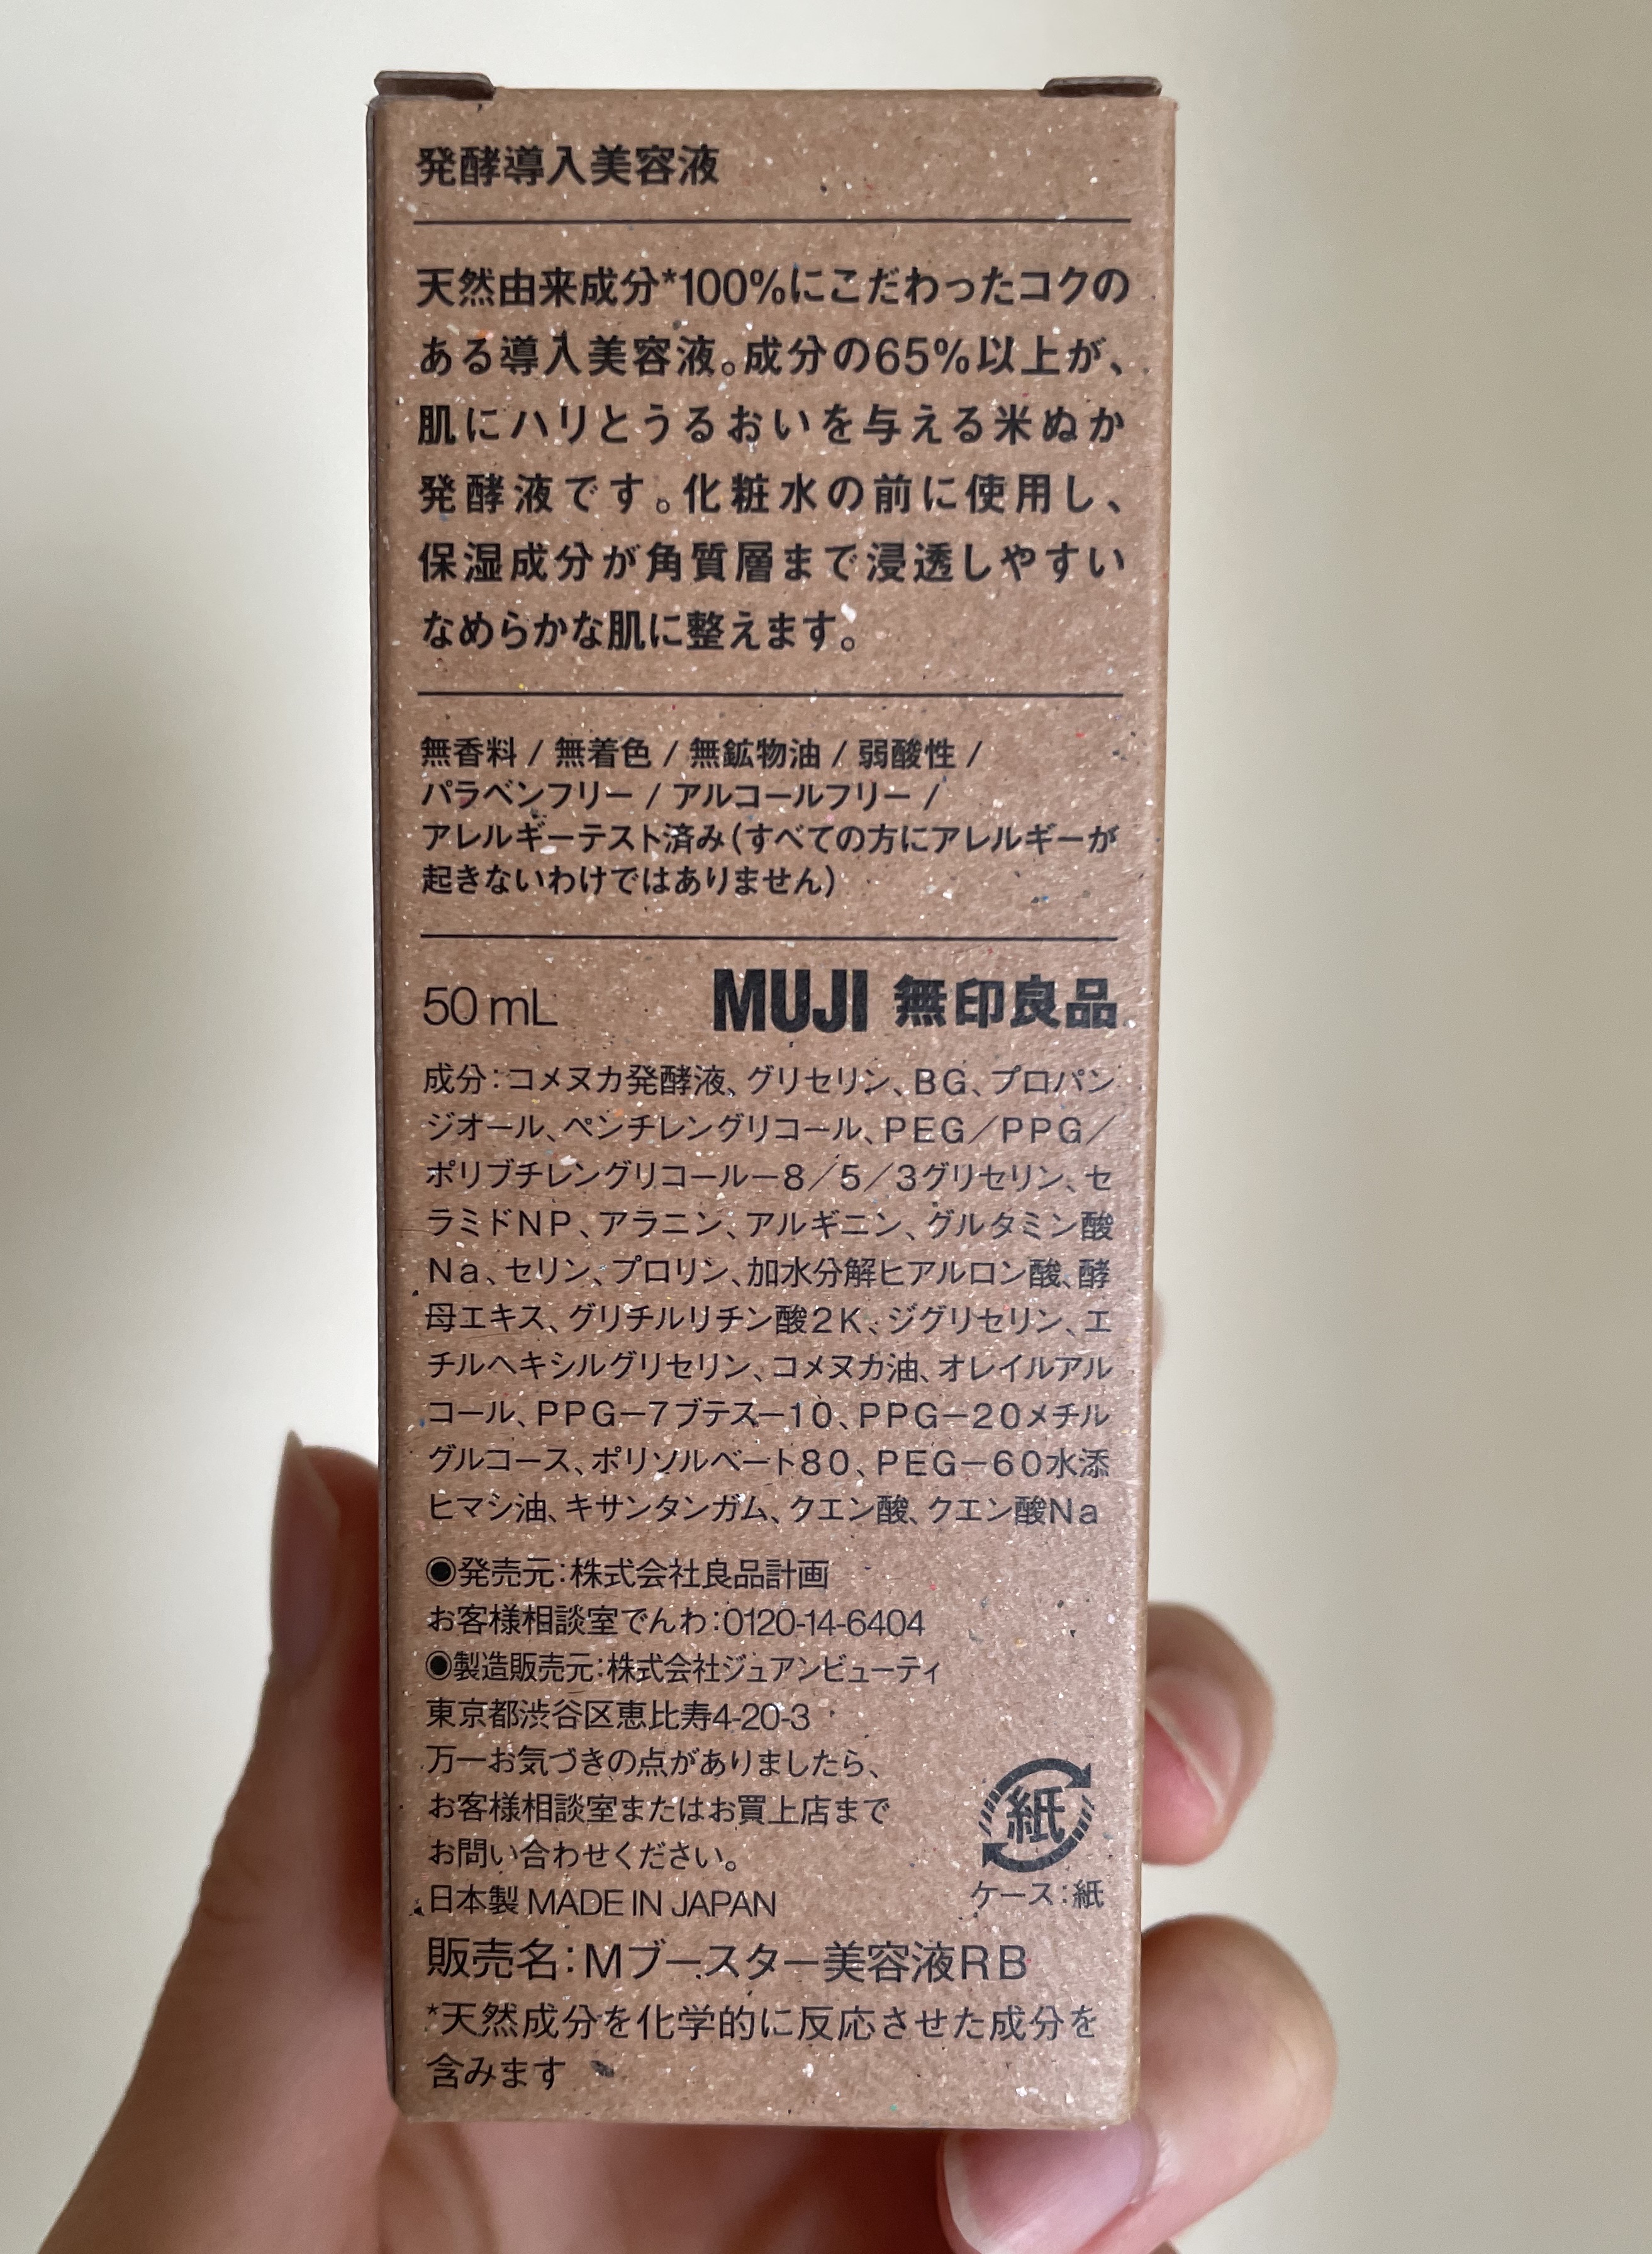 発酵導入美容液
天然由来成分*100%にこだわったコクの
ある導入美容液。成分の65%以上が、
肌にハリとうるおいを与える米ぬか
発酵液です。化粧水の前に使用し、
保湿成分が角質層まで浸透しやすい
なめらかな肌に整えます。
無香料 / 無着色 / 無鉱物油 / 弱酸性 /
パラベンフリー / アルコールフリー /
アレルギーテスト済み(すべての方にアレルギーが
起きないわけではありません)
50 mL MUJI 無印良品
成分:コメヌカ発酵液、グリセリン、BG、プロパン
ジオール、ペンチレングリコール、PEG/PPG/
ポリブチレングリコール-8/5/3グリセリン、セ
ラミドNP、アラニン、アルギニン、グルタミン酸
Na、セリン、プロリン、加水分解ヒアルロン酸、酵
母エキス、グリチルリチン酸2K、ジグリセリン、エ
チルヘキシルグリセリン、コメヌカ油、オレイルアル
コール、PPG-7ブテス-10、PPG-20メチル
グルコース、ポリソルベート80、PEG-60水添
ヒマシ油、キサンタンガム、クエン酸、クエン酸Na
◉発売元:株式会社良品計画
お客様相談室でんわ:0120-14-6404
◉製造販売元:株式会社ジュアンビューティ
東京都渋谷区恵比寿4-20-3
万一お気づきの点がありましたら、
お客様相談室またはお買上店まで
お問い合わせください。
日本製 MADE IN JAPAN
紙
ケース:紙
販売名:Mブースター美容液RB
*天然成分を化学的に反応させた成分を
含みます